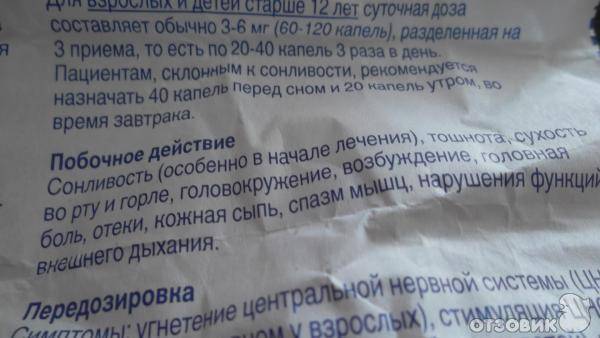 для взрослых и детей старше 12 лет суточная доза
составляет обычно 3-6 мг (60-120 капель), разделенная на
3 приема, то есть по 20-40 капель 3 раза в день.
Пациентам, склонным к сонливости, рекомендуется
назначать 40 капель перед сном и 20 капель утром, во
время завтрака.
Побочное действие
Сонливость (особенно в начале лечения), тошнота, сухость
во рту и горле, головокружение, возбуждение, головная
боль, отеки, кожная сыпь, спазм мышц, нарушения функций
внешнего дыхания.
Передозировка
Симптомы: угнетение центральной нервной системы (ЦН
у взрослых), стимуляция
ОТЗОВИК